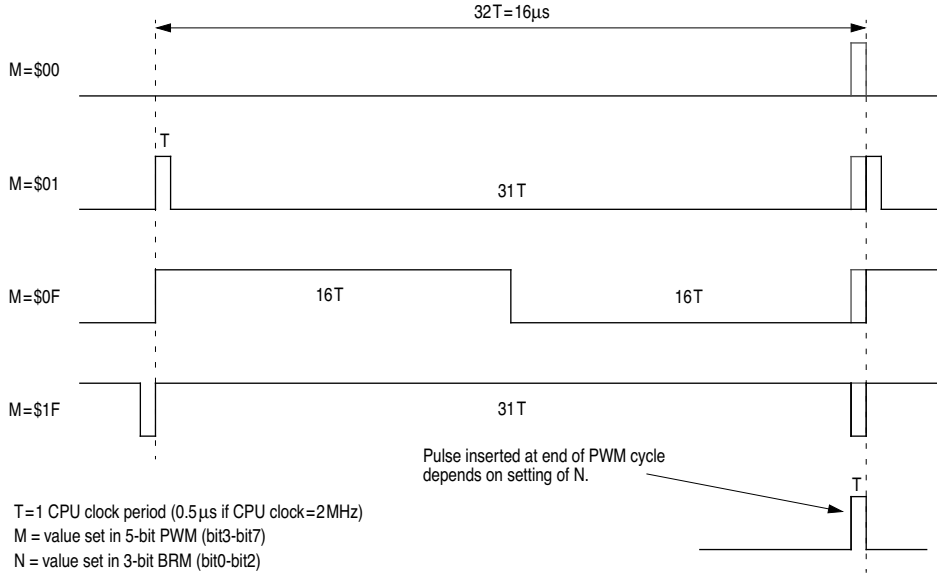 32T=16µs
M=$00
T
M=$01
31T
M=$0F
16T
16T
M=$1F
31T
Pulse inserted at end of PWM cycle
depends on setting of N.
T
T=1 CPU clock period (0.5µs if CPU clock=2MHz)
M = value set in 5-bit PWM (bit3-bit7)
N = value set in 3-bit BRM (bit0-bit2)